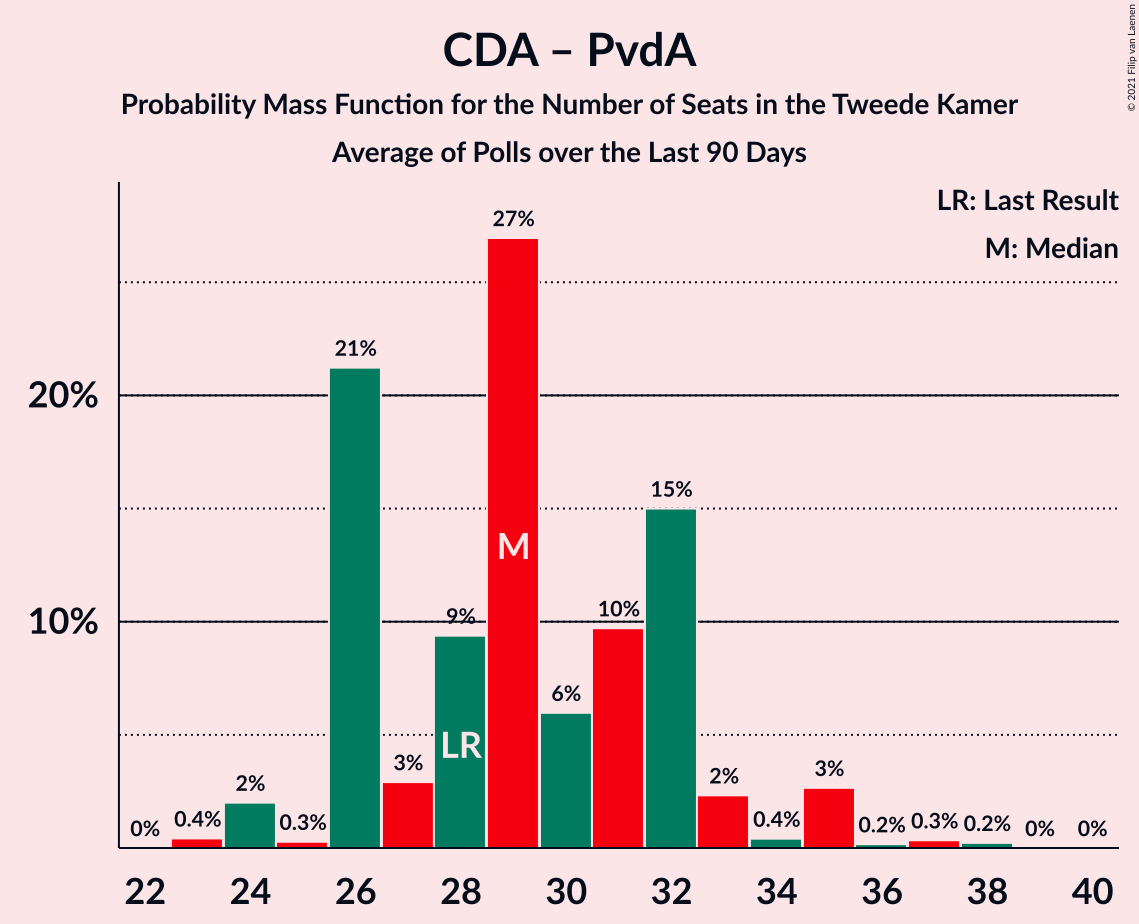 CDA – PvdA
Probability Mass Function for the Number of Seats in the Tweede Kamer
Average of Polls over the Last 90 Days
© 2021 Filip van Laenen
LR: Last Result
M: Median
20%
10%
0%
0.4%
2%
0.3%
21%
3%
9%
27%
6%
10%
15%
2%
0.4%
3%
0.2%
0.3%
0.2%
0%
0%
LR
M
22 24 26 28 30 32 34 36 38 40